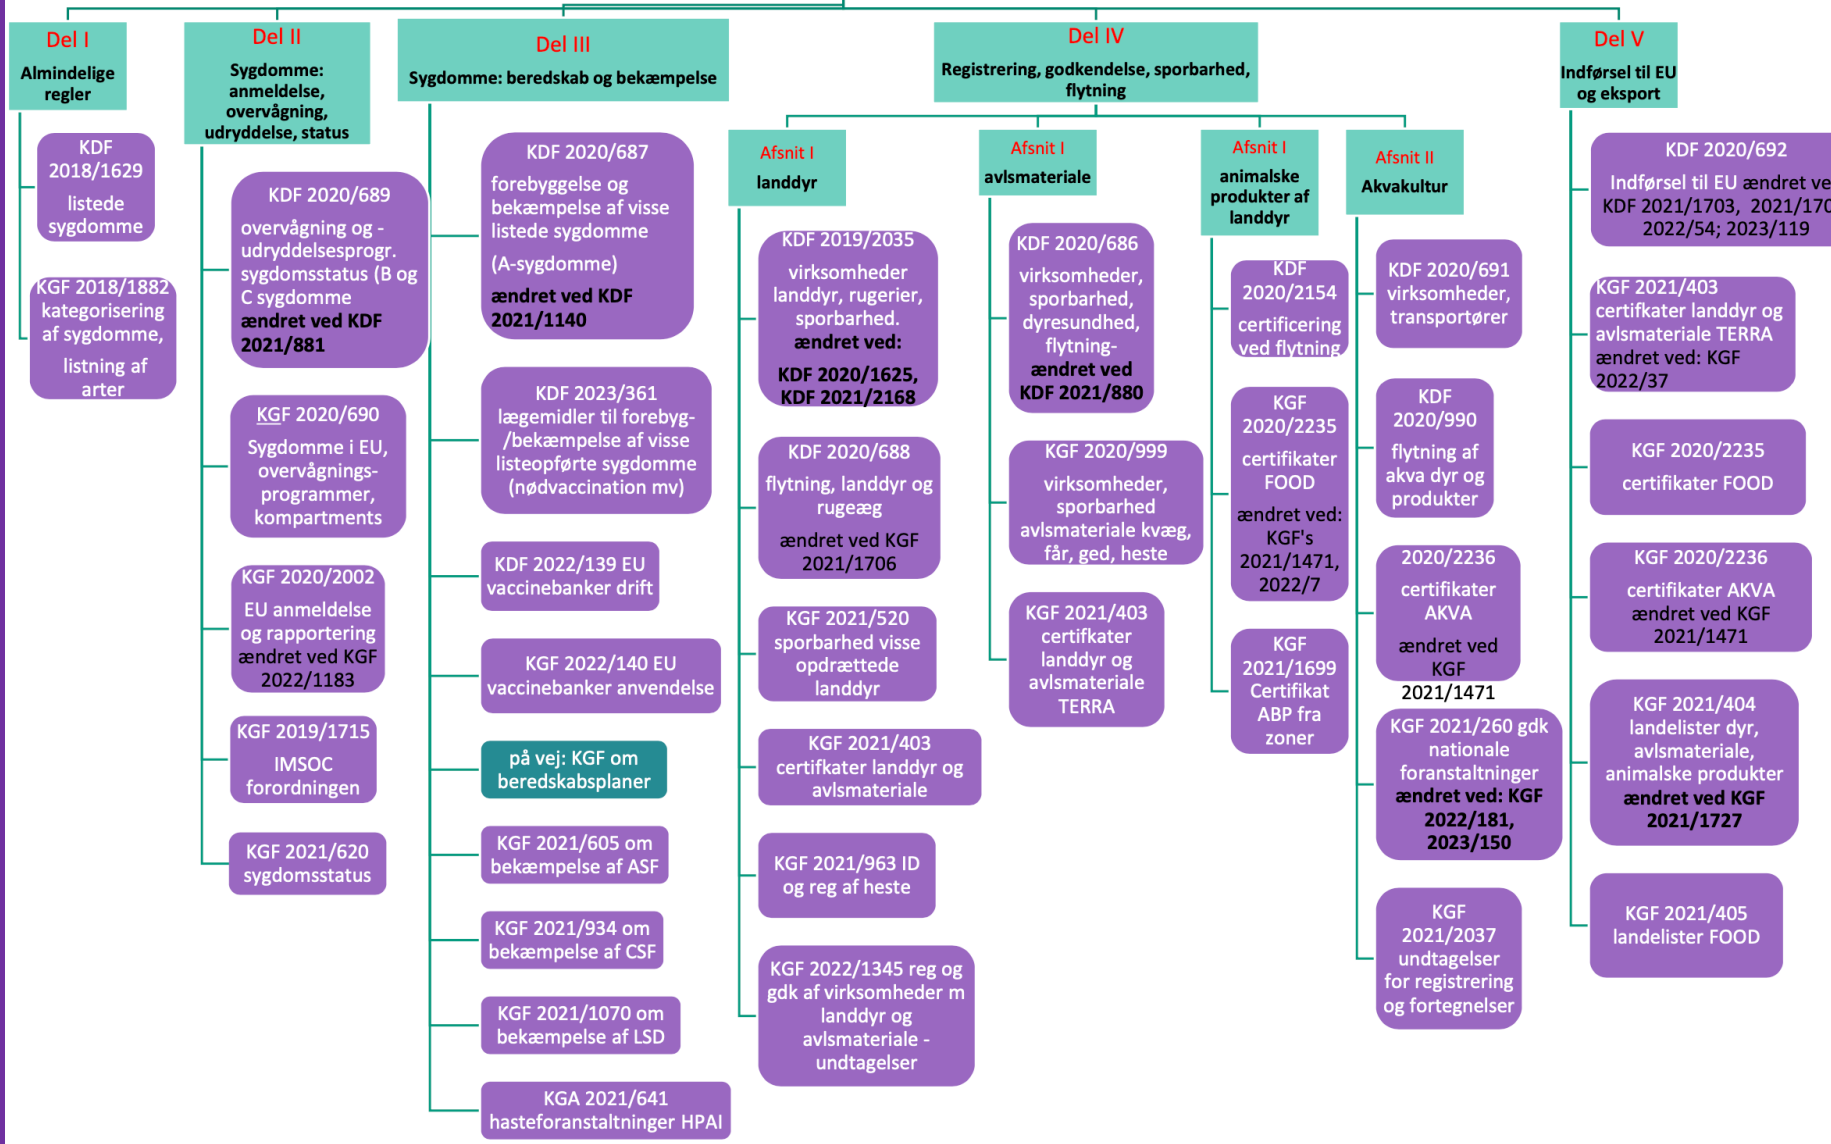 Del I
Almindelige
regler
KDF
2018/1629
listede
sygdomme
KGF 2018/1882
kategorisering
af sygdomme,
listning af
arter
Del II
Sygdomme:
anmeldelse,
overvågning,
udryddelse, status
KDF 2020/689
overvågning og -
udryddelsesprogr.
sygdomsstatus (B og
C sygdomme
ændret ved KDF
2021/881
KGF 2020/690
Sygdomme i EU,
overvågnings-
programmer,
kompartments
KGF 2020/2002
EU anmeldelse
og rapportering
ændret ved KGF
2022/1183
KGF 2019/1715
IMSOC
forordningen
KGF 2021/620
sygdomsstatus
Del III
Sygdomme: beredskab og bekæmpelse
KDF 2020/687
forebyggelse og
bekæmpelse af visse
listede sygdomme
(A-sygdomme)
ændret ved KDF
2021/1140
KDF 2023/361
lægemidler til forebyg-
/bekæmpelse af visse
listeopførte sygdomme
(nødvaccination mv)
KDF 2022/139 EU
vaccinebanker drift
KGF 2022/140 EU
vaccinebanker anvendelse
på vej: KGF om
beredskabsplaner
KGF 2021/605 om
bekæmpelse af ASF
KGF 2021/934 om
bekæmpelse af CSF
KGF 2021/1070 om
bekæmpelse af LSD
KGA 2021/641
hasteforanstaltninger HPAI
Del IV
Registrering, godkendelse, sporbarhed,
flytning
Afsnit I
landdyr
KDF 2019/2035
virksomheder
landdyr, rugerier,
sporbarhed.
ændret ved:
KDF 2020/1625,
KDF 2021/2168
KDF 2020/688
flytning, landdyr og
rugeæg
ændret ved KGF
2021/1706
KGF 2021/520
sporbarhed visse
opdrættede
landdyr
KGF 2021/403
certifkater landdyr og
avlsmateriale
KGF 2021/963 ID
og reg af heste
KGF 2022/1345 reg og
gdk af virksomheder m
landdyr og
avlsmateriale -
undtagelser
Afsnit I
avlsmateriale
KDF 2020/686
virksomheder,
sporbarhed,
dyresundhed,
flytning-
ændret ved
KDF 2021/880
KGF 2020/999
virksomheder,
sporbarhed
avlsmateriale kvæg,
får, ged, heste
KGF 2021/403
certifkater
landdyr og
avlsmateriale
TERRA
Afsnit I
animalske
produkter af
landdyr
KDF
2020/2154
certificering
ved flytning
KGF
2020/2235
certifikater
FOOD
ændret ved:
KGF's
2021/1471,
2022/7
KGF
2021/1699
Certifikat
ABP fra
zoner
Afsnit II
Akvakultur
KDF 2020/691
virksomheder,
transportører
KDF
2020/990
flytning af
akva dyr og
produkter
2020/2236
certifikater
AKVA
ændret ved
KGF
2021/1471
KGF 2021/260 gdk
nationale
foranstaltninger
ændret ved: KGF
2022/181,
2023/150
KGF
2021/2037
undtagelser
for registrering
og fortegnelser
Del V
Indførsel til EU
og eksport
KDF 2020/692
Indførsel til EU ændret ve
KDF 2021/1703, 2021/170
2022/54; 2023/119
KGF 2021/403
certifkater landdyr og
avlsmateriale TERRA
ændret ved: KGF
2022/37
KGF 2020/2235
certifikater FOOD
KGF 2020/2236
certifikater AKVA
ændret ved KGF
2021/1471
KGF 2021/404
landelister dyr,
avlsmateriale,
animalske produkter
ændret ved KGF
2021/1727
KGF 2021/405
landelister FOOD